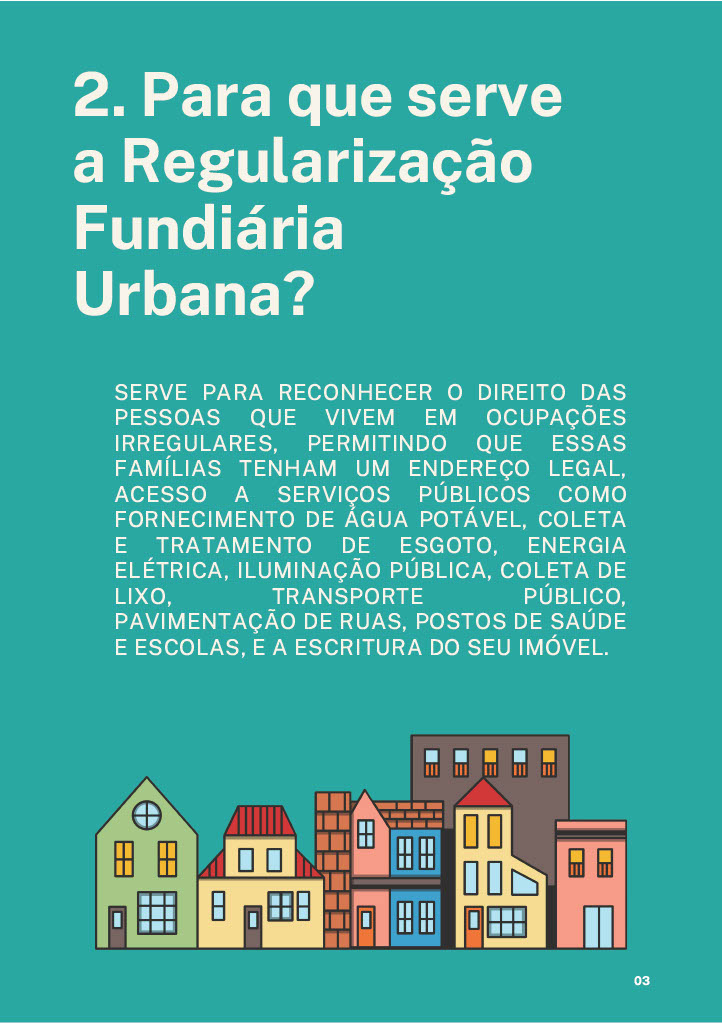 2. Para que serve
a Regularização
Fundiária
Urbana?
SERVE PARA RECONHECER O DIREITO DAS
PESSOAS QUE VIVEM EM OCUPAÇÕES
IRREGULARES, PERMITINDO QUE ESSAS
FAMÍLIAS TENHAM UM ENDEREÇO LEGAL,
ACESSO A SERVIÇOS PÚBLICOS COMO
FORNECIMENTO DE ÁGUA POTÁVEL, COLETA
E TRATAMENTO DE ESGOTO, ENERGIA
ELÉTRICA, ILUMINAÇÃO PÚBLICA, COLETA DE
LIXO, TRANSPORTE PÚBLICO,
PAVIMENTAÇÃO DE RUAS, POSTOS DE SAÚDE
E ESCOLAS, E A ESCRITURA DO SEU IMÓVEL.
03